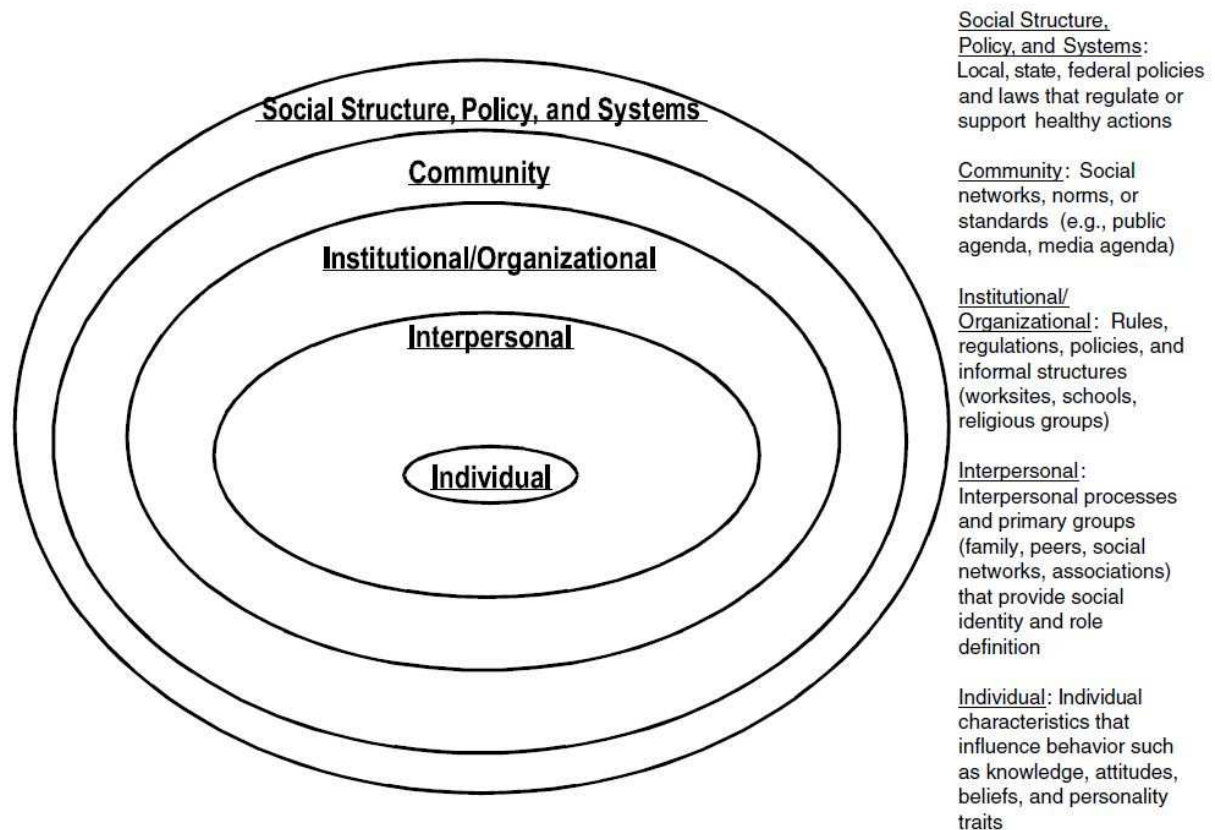 Social Structure, Policy, and Systems
Community
Institutional/Organizational
Interpersonal
Individual
Social Structure,
Policy, and Systems:
Local, state, federal policies
and laws that regulate or
support healthy actions
Community: Social
networks, norms, or
standards (e.g., public
agenda, media agenda)
Institutional/
Organizational: Rules,
regulations, policies, and
informal structures
(worksites, schools,
religious groups)
Interpersonal:
Interpersonal processes
and primary groups
(family, peers, social
networks, associations)
that provide social
identity and role
definition
Individual: Individual
characteristics that
influence behavior such
as knowledge, attitudes,
beliefs, and personality
traits